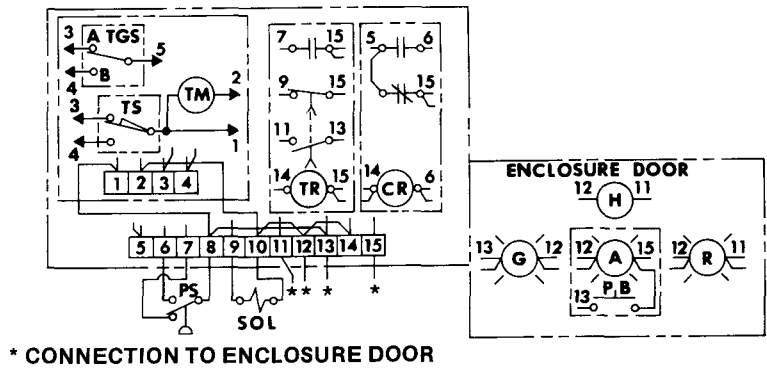 3 A TGS 5
4 B
TS
3
4
TM 2
1
1 2 3 4
7 15
9 15
11 13
14 TR 15
5 6
15
14 CR 6
5 6 7 8 9 10 11 12 13 14 15
PS
SOL
* * * *
ENCLOSURE DOOR
12 H 11
13 G 12
12 A 15
12 R 11
P B
13
* CONNECTION TO ENCLOSURE DOOR